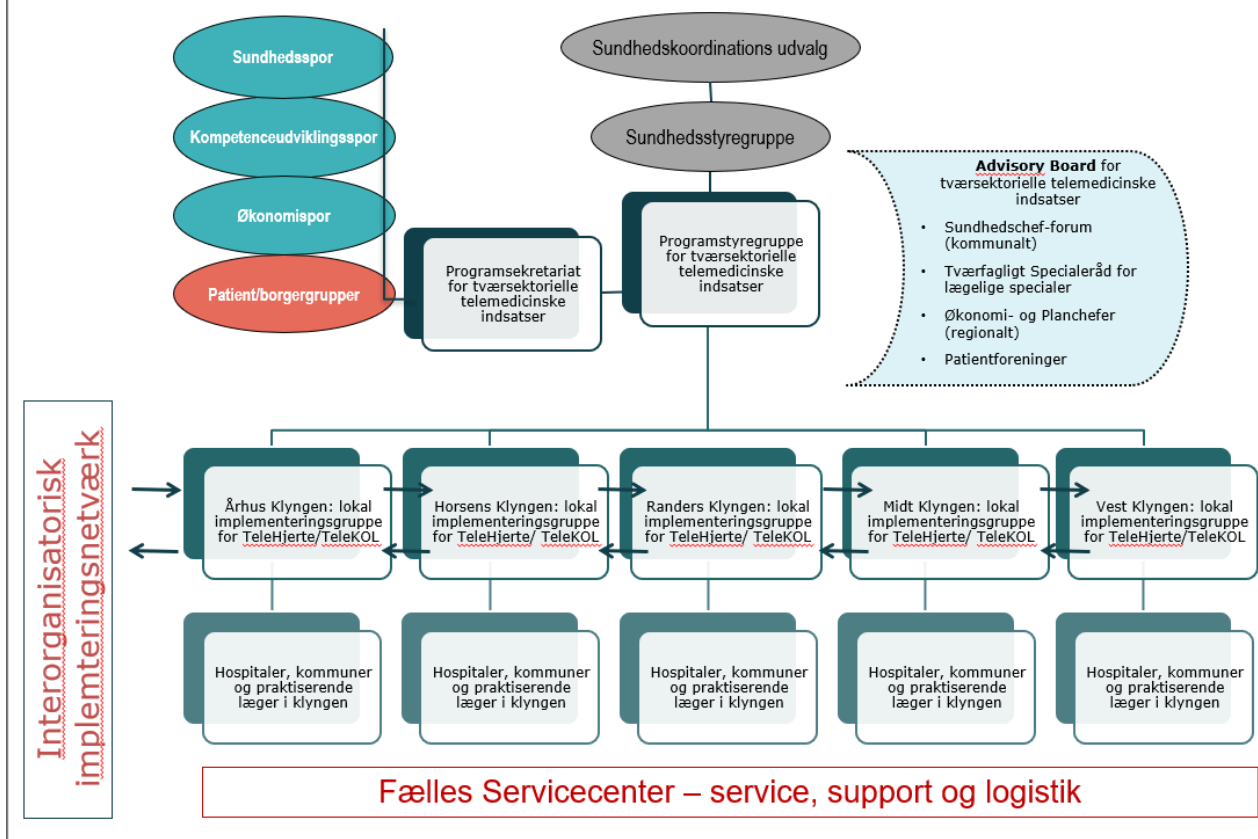 Sundhedsspor
Kompetenceudviklingsspor
Økonomispor
Patient/borgergrupper
Sundhedskoordinations udvalg
Sundhedsstyregruppe
Programsekretariat
for tværsektorielle
telemedicinske
indsatser
Programstyregruppe
for tværsektorielle
telemedicinske
indsatser
Advisory Board for
tværsektorielle telemedicinske
indsatser
• Sundhedschef-forum
(kommunalt)
• Tværfagligt Specialeråd for
lægelige specialer
• Økonomi- og Planchefer
(regionalt)
• Patientforeninger
Interorganisatorisk
implemteringsnetværk
Århus Klyngen: lokal
implementeringsgruppe
for TeleHjerte/TeleKOL
Horsens Klyngen: lokal
implementeringsgruppe
for TeleHjerte/ TeleKOL
Randers Klyngen: lokal
implementeringsgruppe
for TeleHjerte/ TeleKOL
Midt Klyngen: lokal
implementeringsgruppe
for TeleHjerte/ TeleKOL
Vest Klyngen: lokal
implementeringsgruppe
for TeleHjerte/TeleKOL
Hospitaler, kommuner
og praktiserende
læger i klyngen
Hospitaler, kommuner
og praktiserende
læger i klyngen
Hospitaler, kommuner
og praktiserende
læger i klyngen
Hospitaler, kommuner
og praktiserende
læger i klyngen
Hospitaler, kommuner
og praktiserende
læger i klyngen
Fælles Servicecenter – service, support og logistik